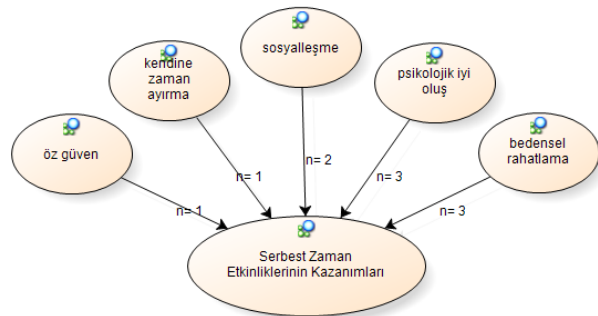 sosyalleşme
kendine
zaman
ayırma
psikolojik iyi
oluş
öz güven
bedensel
rahatlama
n= 1
n= 1
n= 2
n= 3
n= 3
Serbest Zaman
Etkinliklerinin Kazanımları